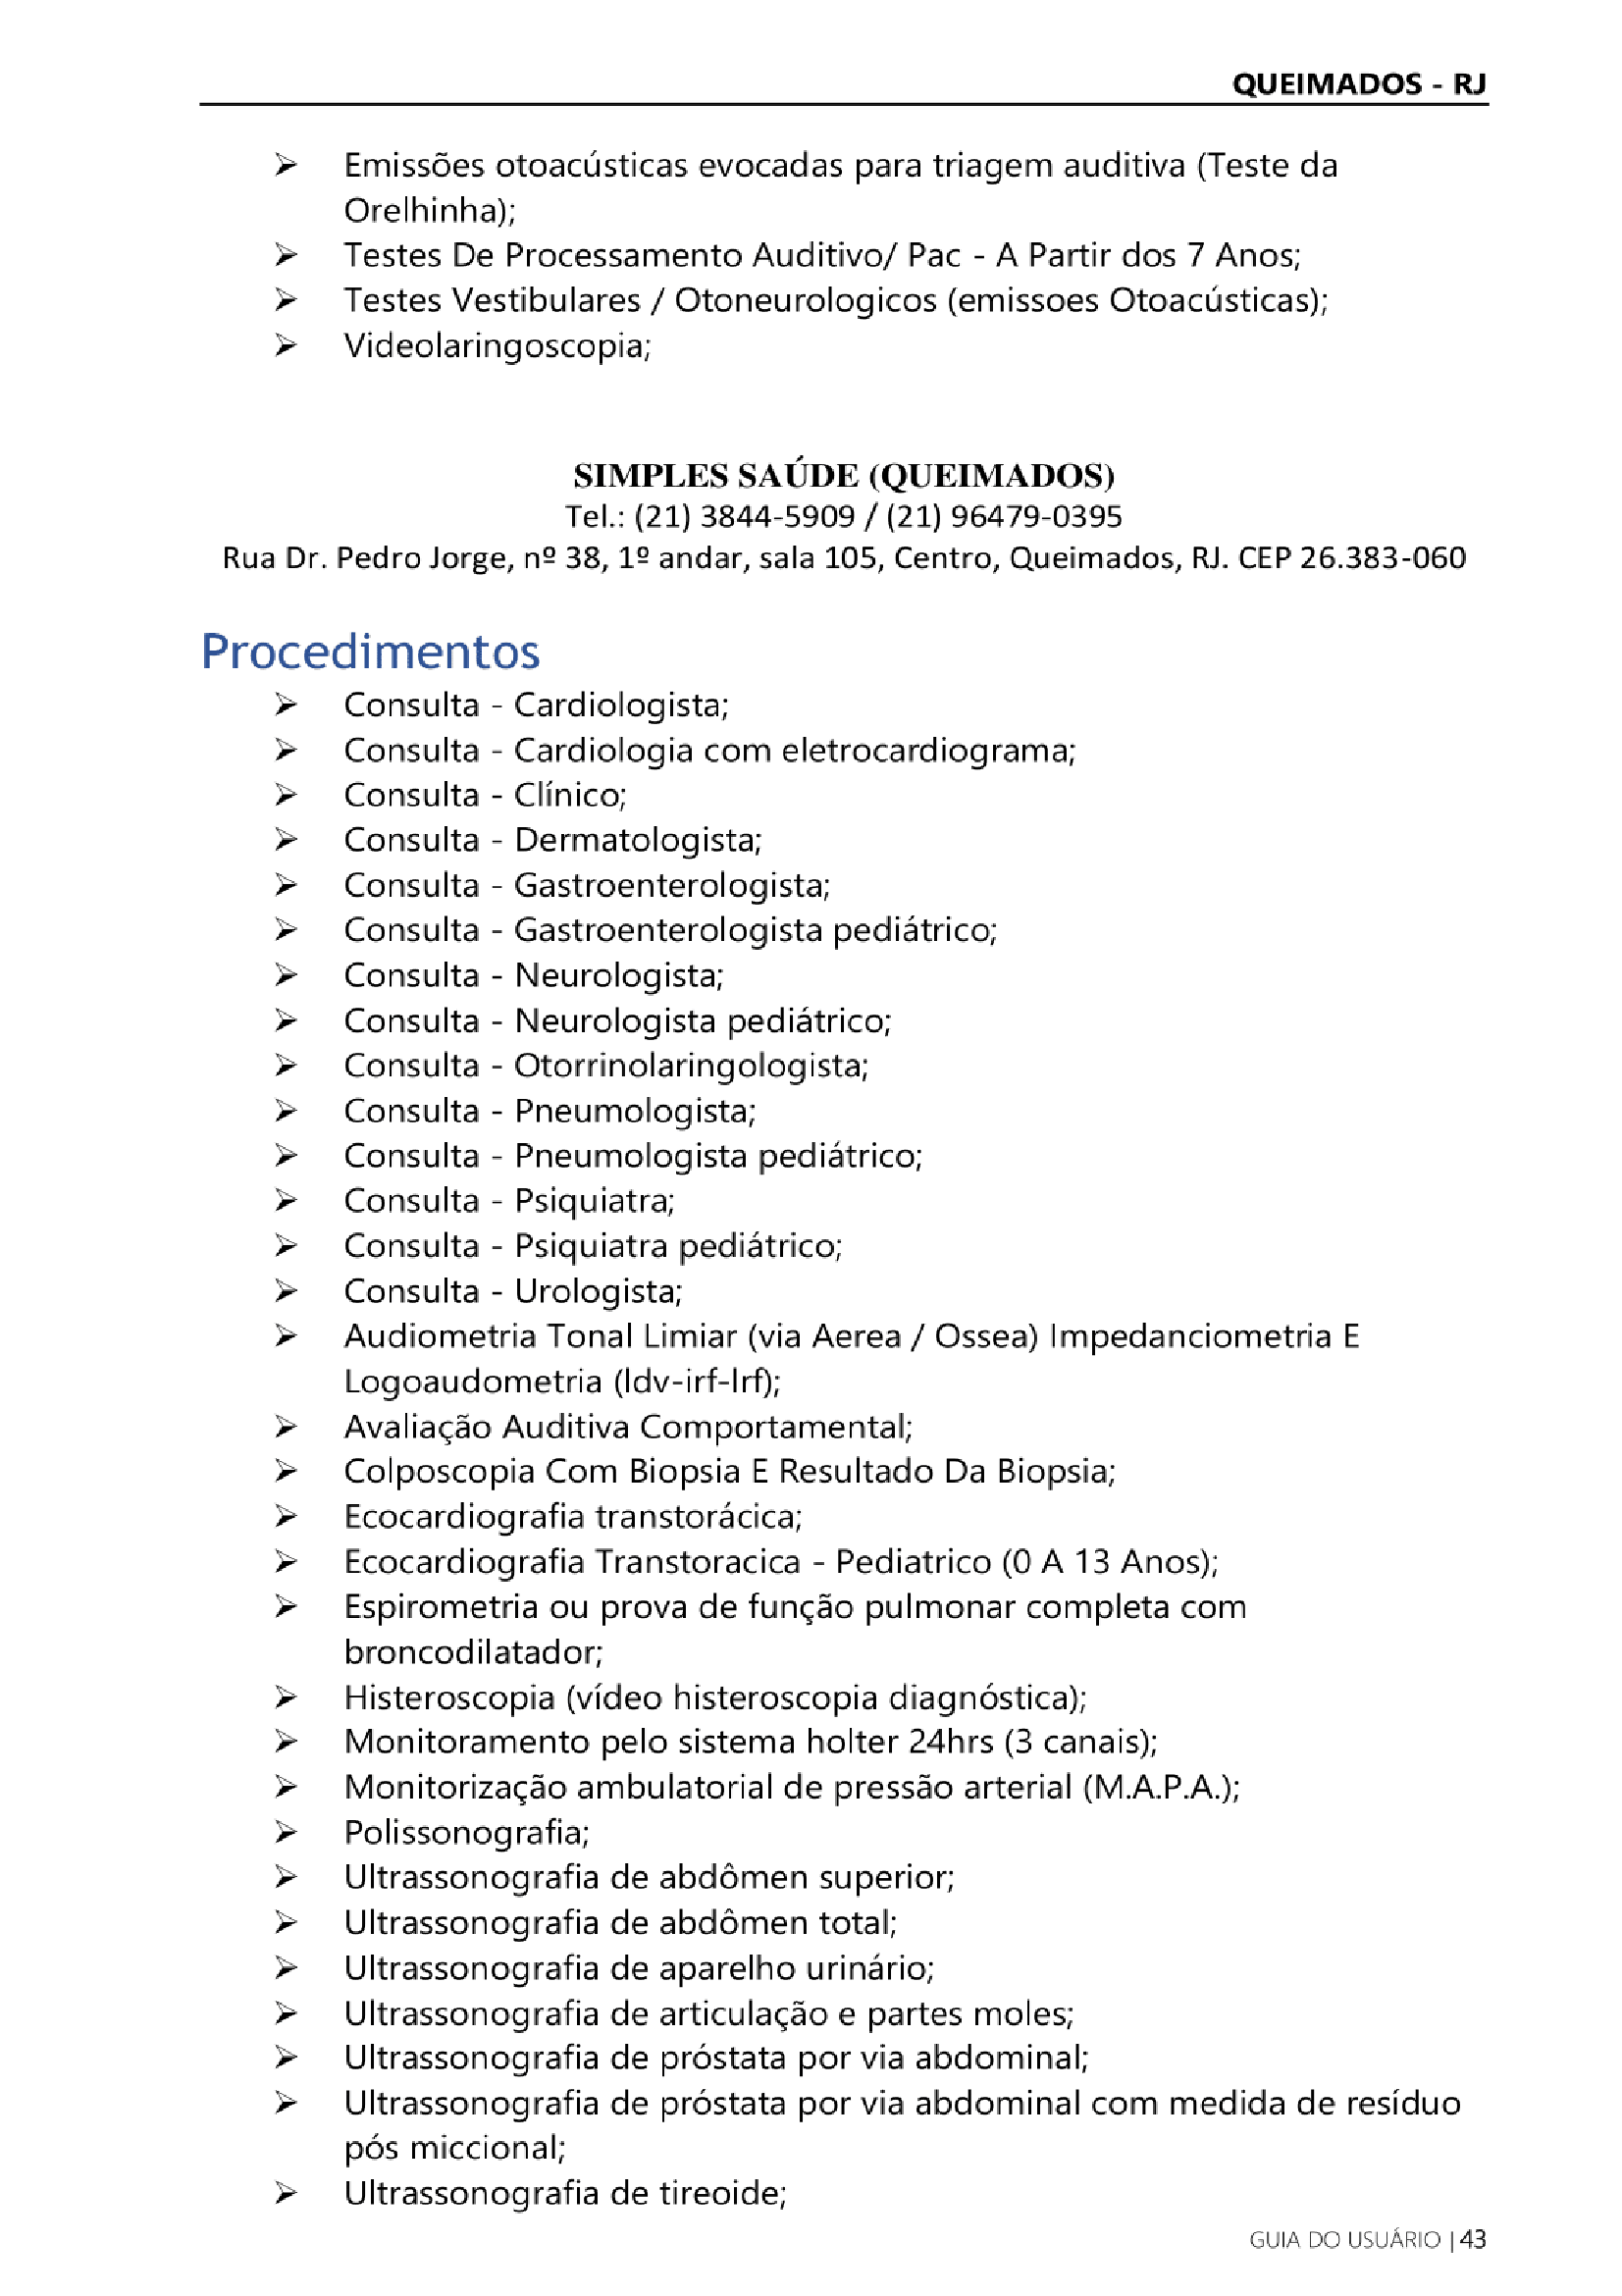 QUEIMADOS - RJ
➢ Emissões otoacústicas evocadas para triagem auditiva (Teste da
Orelhinha);
➢ Testes De Processamento Auditivo/ Pac - A Partir dos 7 Anos;
➢ Testes Vestibulares / Otoneurologicos (emissoes Otoacústicas);
➢ Videolaringoscopia;
SIMPLES SAÚDE (QUEIMADOS)
Tel.: (21) 3844-5909 / (21) 96479-0395
Rua Dr. Pedro Jorge, nº 38, 1º andar, sala 105, Centro, Queimados, RJ. CEP 26.383-060
Procedimentos
➢ Consulta - Cardiologista;
➢ Consulta - Cardiologia com eletrocardiograma;
➢ Consulta - Clínico;
➢ Consulta - Dermatologista;
➢ Consulta - Gastroenterologista;
➢ Consulta - Gastroenterologista pediátrico;
➢ Consulta - Neurologista;
➢ Consulta - Neurologista pediátrico;
➢ Consulta - Otorrinolaringologista;
➢ Consulta - Pneumologista;
➢ Consulta - Pneumologista pediátrico;
➢ Consulta - Psiquiatra;
➢ Consulta - Psiquiatra pediátrico;
➢ Consulta - Urologista;
➢ Audiometria Tonal Limiar (via Aerea / Ossea) Impedanciometria E
Logoaudometria (ldv-irf-lrf);
➢ Avaliação Auditiva Comportamental;
➢ Colposcopia Com Biopsia E Resultado Da Biopsia;
➢ Ecocardiografia transtorácica;
➢ Ecocardiografia Transtoracica - Pediatrico (0 A 13 Anos);
➢ Espirometria ou prova de função pulmonar completa com
broncodilatador;
➢ Histeroscopia (vídeo histeroscopia diagnóstica);
➢ Monitoramento pelo sistema holter 24hrs (3 canais);
➢ Monitorização ambulatorial de pressão arterial (M.A.P.A.);
➢ Polissonografia;
➢ Ultrassonografia de abdômen superior;
➢ Ultrassonografia de abdômen total;
➢ Ultrassonografia de aparelho urinário;
➢ Ultrassonografia de articulação e partes moles;
➢ Ultrassonografia de próstata por via abdominal;
➢ Ultrassonografia de próstata por via abdominal com medida de resíduo
pós miccional;
➢ Ultrassonografia de tireoide;
GUIA DO USUÁRIO | 43